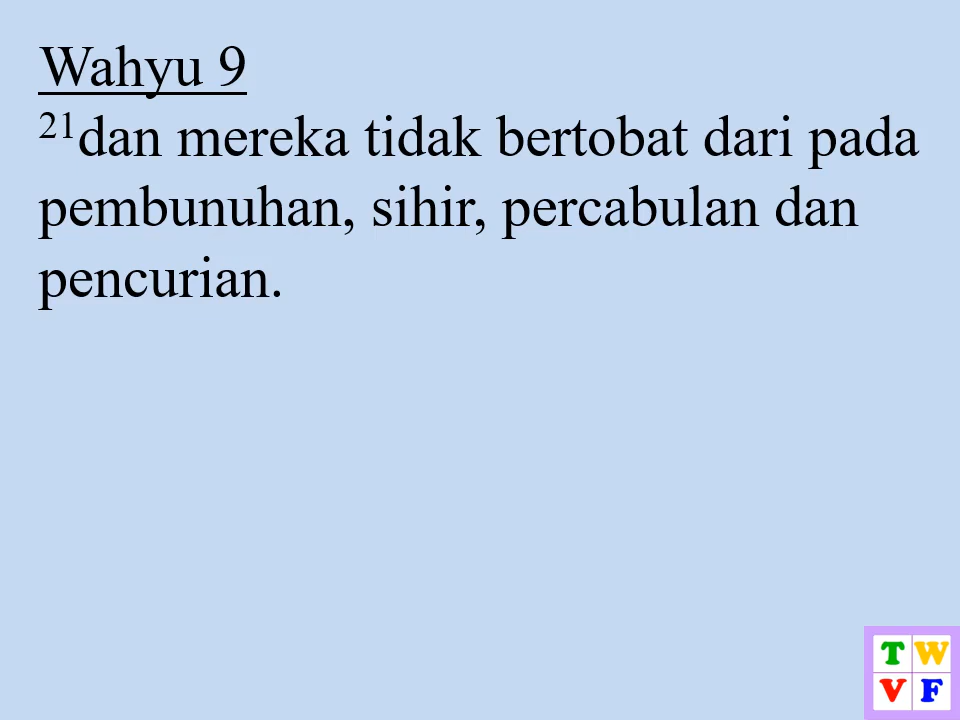 Wahyu 9
21dan mereka tidak bertobat dari pada
pembunuhan, sihir, percabulan dan
pencurian.
T W
V F